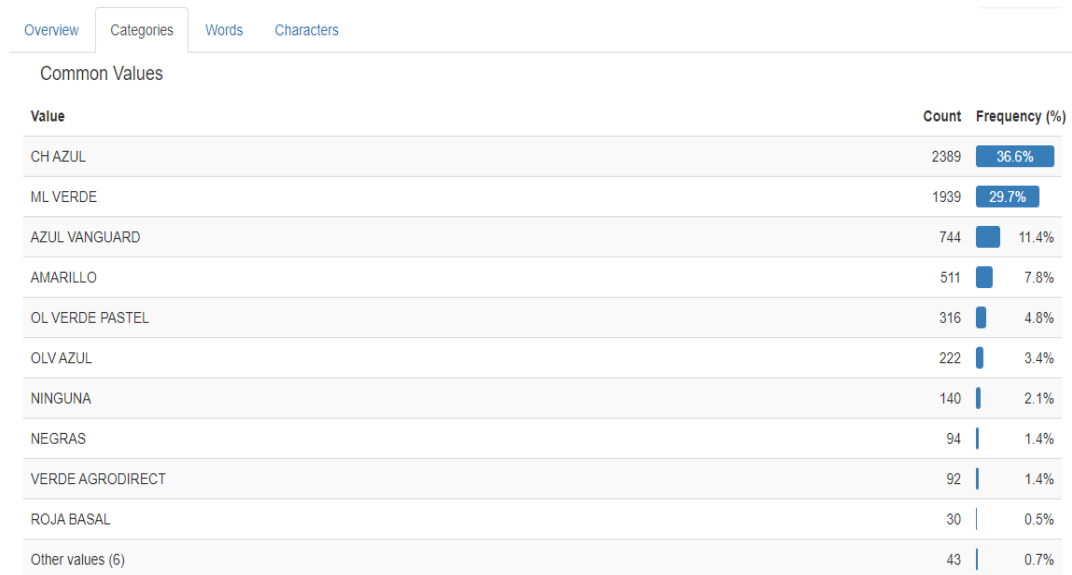 Overview Categories Words Characters
Common Values
Value Count Frequency (%)
CH AZUL 2389 36.6%
ML VERDE 1939 29.7%
AZUL VANGUARD 744 11.4%
AMARILLO 511 7.8%
OL VERDE PASTEL 316 4.8%
OLV AZUL 222 3.4%
NINGUNA 140 2.1%
NEGRAS 94 1.4%
VERDE AGRODIRECT 92 1.4%
ROJA BASAL 30 0.5%
Other values (6) 43 0.7%